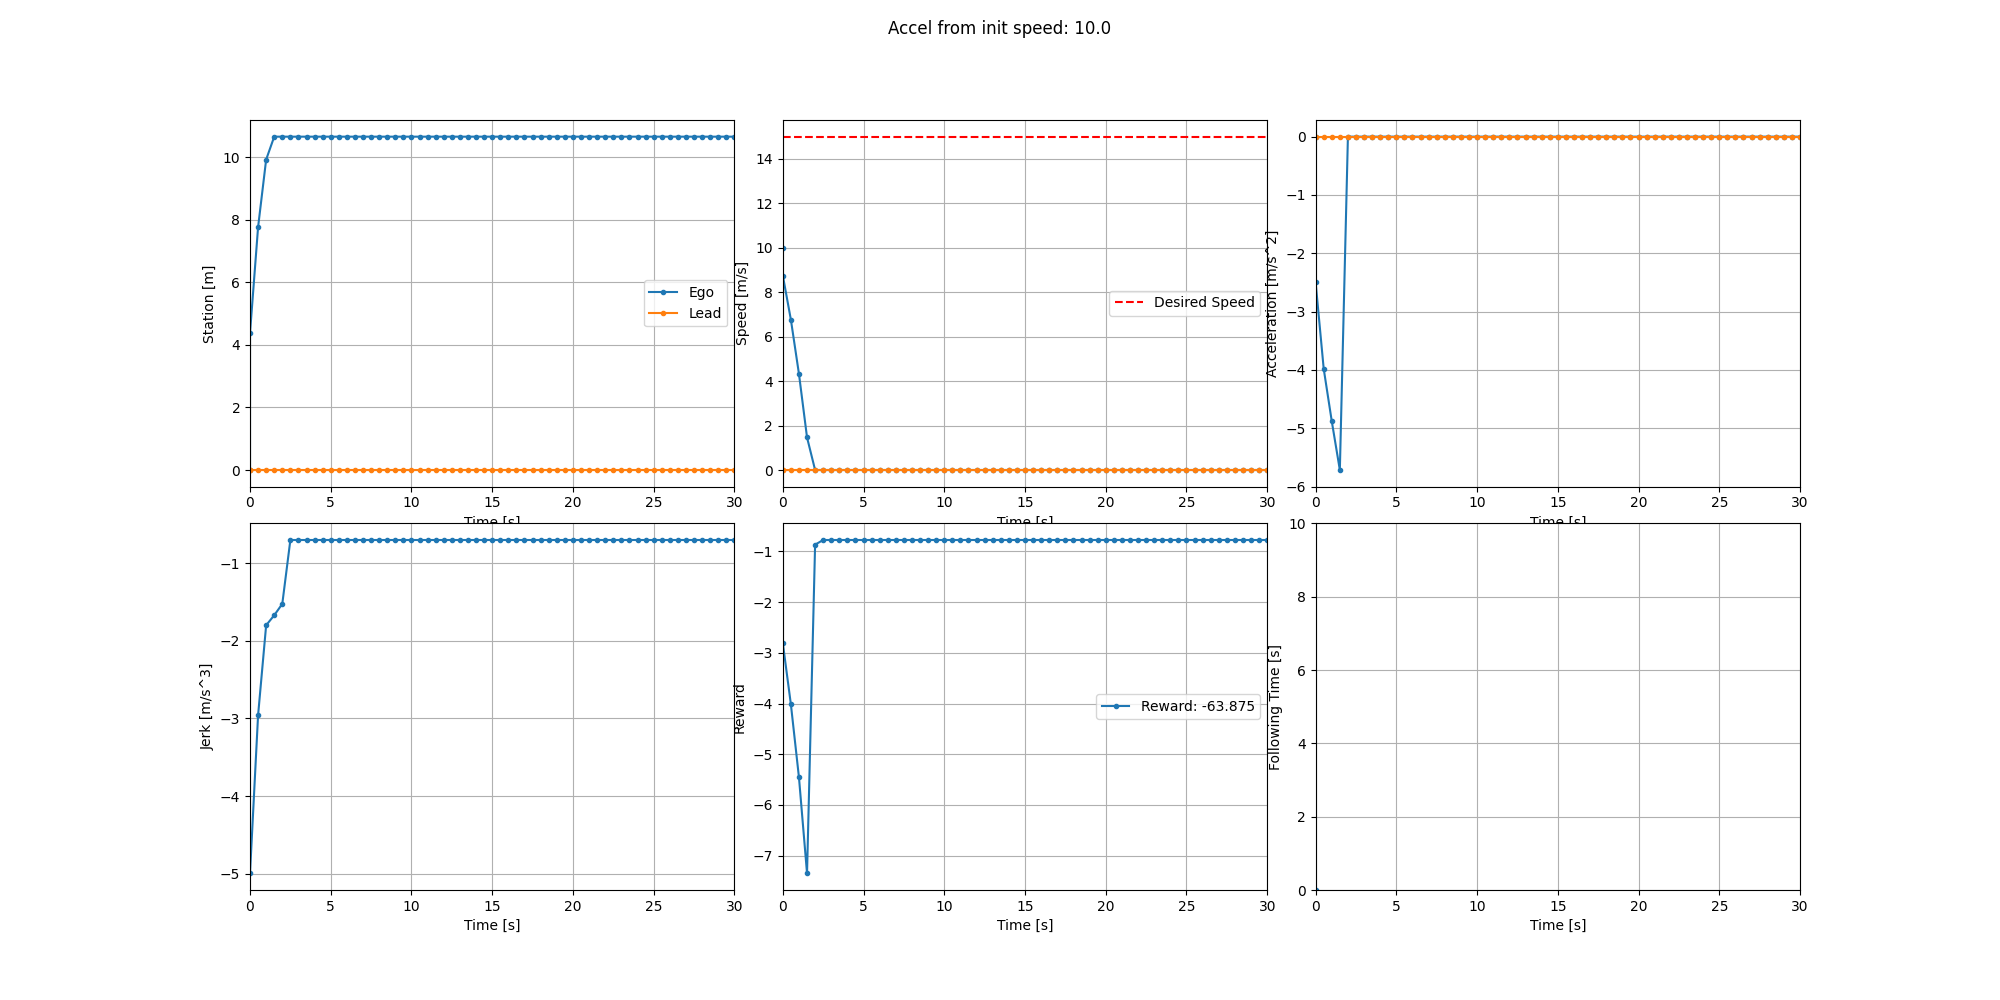 Accel from init speed: 10.0
Station [m]
10
8
6
4
2
0
Ego
Lead
0 5 10 15 20 25 30
Time [s]
Speed [m/s]
14
12
10
8
6
4
2
0
Desired Speed
0 5 10 15 20 25 30
Time [s]
Acceleration [m/s^2]
0
−1
−2
−3
−4
−5
−6
0 5 10 15 20 25 30
Time [s]
Jerk [m/s^3]
−1
−2
−3
−4
−5
0 5 10 15 20 25 30
Time [s]
Reward
−1
−2
−3
−4
−5
−6
−7
Reward: -63.875
0 5 10 15 20 25 30
Time [s]
Following Time [s]
10
8
6
4
2
0
0 5 10 15 20 25 30
Time [s]